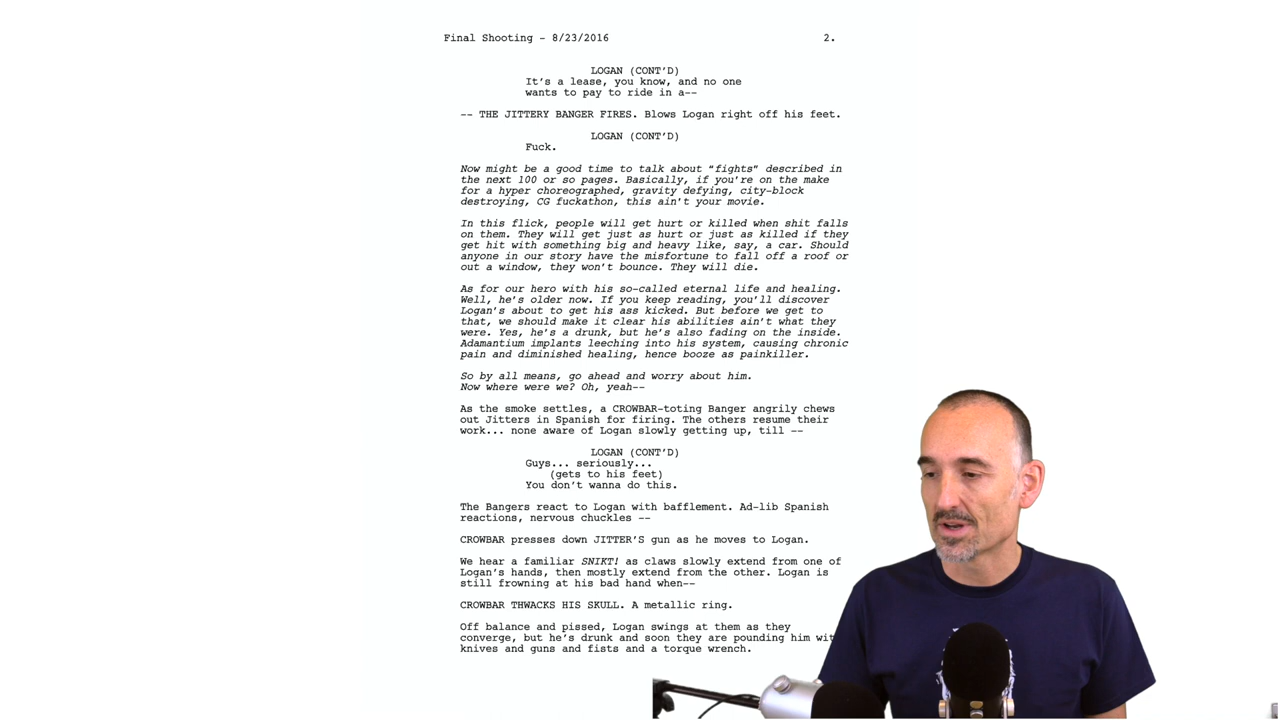 Final Shooting - 8/23/2016 2.
LOGAN (CONT'D)
It's a lease, you know, and no one
wants to pay to ride in a--
-- THE JITTERY BANGER FIRES. Blows Logan right off his feet.
LOGAN (CONT'D)
Fuck.
Now might be a good time to talk about "fights" described in
the next 100 or so pages. Basically, if you're on the make
for a hyper choreographed, gravity defying, city-block
destroying, CG fuckathon, this ain't your movie.
In this flick, people will get hurt or killed when shit falls
on them. They will get just as hurt or just as killed if they
get hit with something big and heavy like, say, a car. Should
anyone in our story have the misfortune to fall off a roof or
out a window, they won't bounce. They will die.
As for our hero with his so-called eternal life and healing.
Well, he's older now. If you keep reading, you'll discover
Logan's about to get his ass kicked. But before we get to
that, we should make it clear his abilities ain't what they
were. Yes, he's a drunk, but he's also fading on the inside.
Adamantium implants leeching into his system, causing chronic
pain and diminished healing, hence booze as painkiller.
So by all means, go ahead and worry about him.
Now where were we? Oh, yeah--
As the smoke settles, a CROWBAR-toting Banger angrily chews
out Jitters in Spanish for firing. The others resume their
work... none aware of Logan slowly getting up, till --
LOGAN (CONT'D)
Guys... seriously...
(gets to his feet)
You don't wanna do this.
The Bangers react to Logan with bafflement. Ad-lib Spanish
reactions, nervous chuckles --
CROWBAR presses down JITTER'S gun as he moves to Logan.
We hear a familiar SNIKT! as claws slowly extend from one of
Logan's hands, then mostly extend from the other. Logan is
still frowning at his bad hand when--
CROWBAR THWACKS HIS SKULL. A metallic ring.
Off balance and pissed, Logan swings at them as they
converge, but he's drunk and soon they are pounding him wit
knives and guns and fists and a torque wrench.